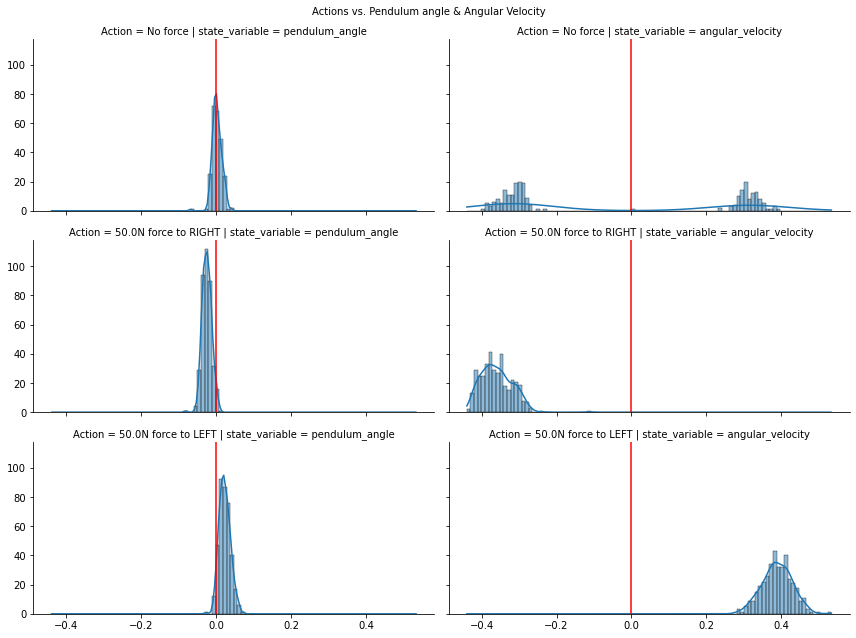 Actions vs. Pendulum angle & Angular Velocity
Action = No force | state_variable = pendulum_angle
Action = No force | state_variable = angular_velocity
100
80
60
40
20
0
Action = 50.0N force to RIGHT | state_variable = pendulum_angle
Action = 50.0N force to RIGHT | state_variable = angular_velocity
100
80
60
40
20
0
Action = 50.0N force to LEFT | state_variable = pendulum_angle
Action = 50.0N force to LEFT | state_variable = angular_velocity
100
80
60
40
20
0
−0.4 −0.2 0.0 0.2 0.4
−0.4 −0.2 0.0 0.2 0.4